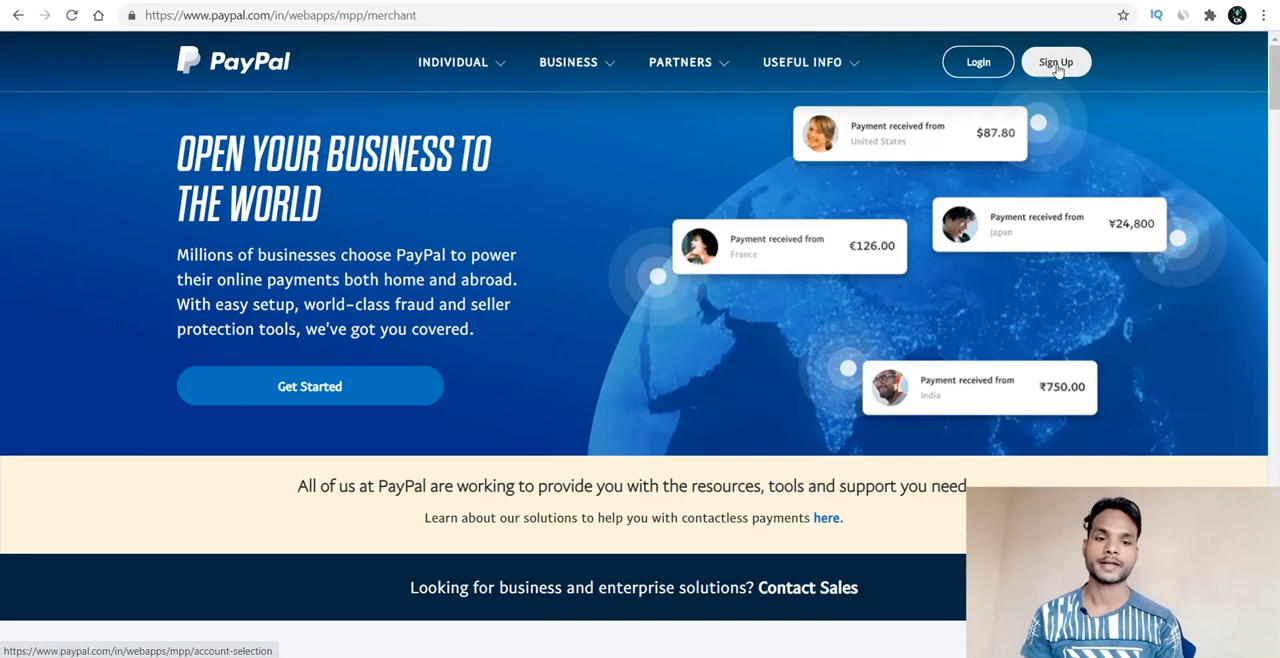 https://www.paypal.com/in/webapps/mpp/merchant
PayPal
INDIVIDUAL
BUSINESS
PARTNERS
USEFUL INFO
Login
Sign Up
OPEN YOUR BUSINESS TO
THE WORLD
Millions of businesses choose PayPal to power
their online payments both home and abroad.
With easy setup, world-class fraud and seller
protection tools, we've got you covered.
Get Started
Payment received from
United States
$87.80
Payment received from
Japan
¥24,800
Payment received from
France
€126.00
Payment received from
India
₹750.00
All of us at PayPal are working to provide you with the resources, tools and support you need
Learn about our solutions to help you with contactless payments here.
Looking for business and enterprise solutions? Contact Sales
https://www.paypal.com/in/webapps/mpp/account-selection